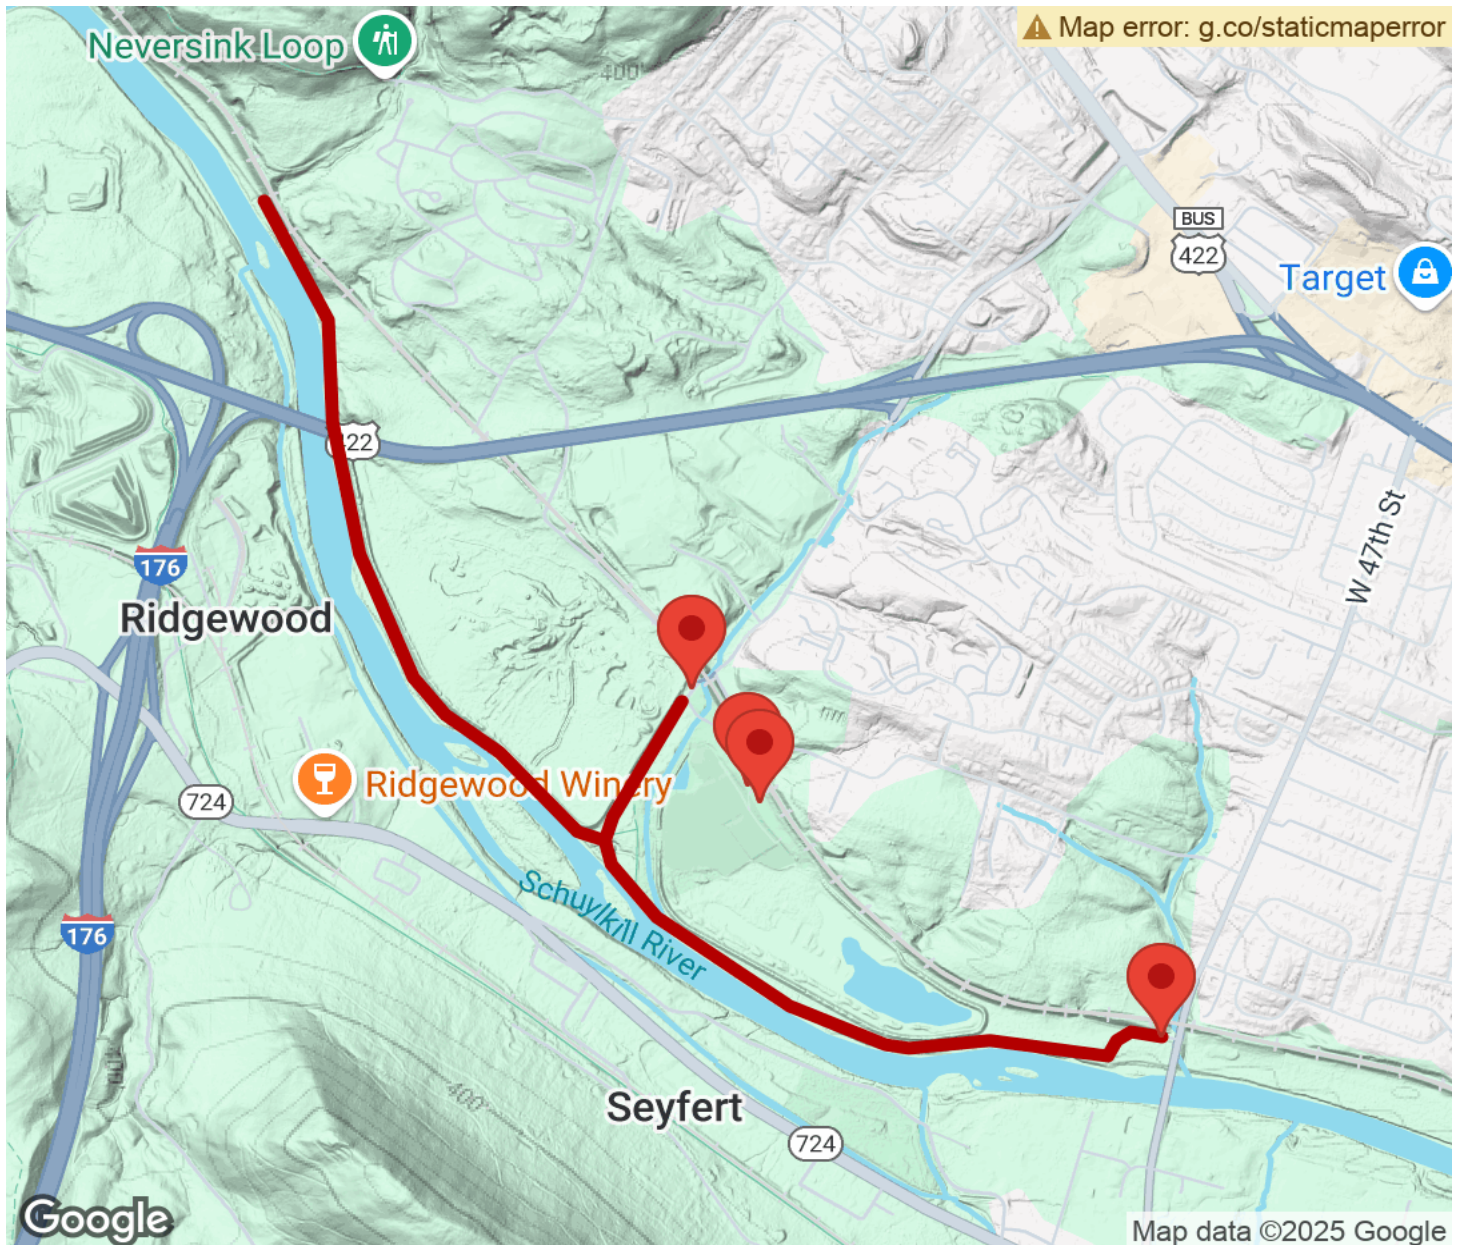 Map error: g.co/staticmaperror
Neversink Loop
400'
BUS
422
Target
422
W 47th St
176
Ridgewood
724
Ridgewood Winery
Schuylkill River
176
400'
400'
Seyfert
724
Google
Map data ©2025 Google